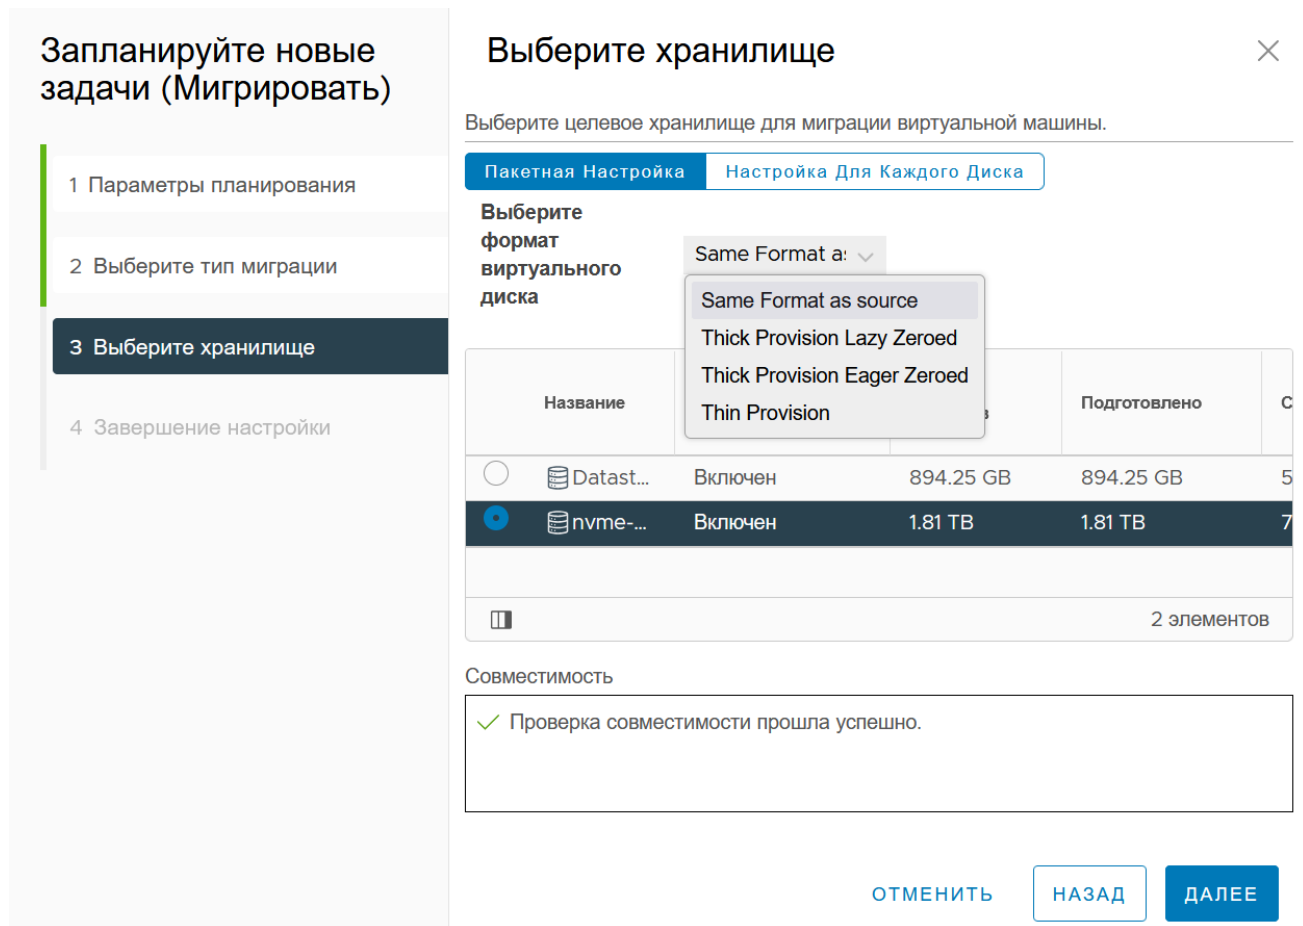 Запланируйте новые
задачи (Мигрировать)
1 Параметры планирования
2 Выберите тип миграции
3 Выберите хранилище
4 Завершение настройки
Выберите хранилище
Выберите целевое хранилище для миграции виртуальной машины.
Пакетная Настройка
Настройка Для Каждого Диска
Выберите
формат
виртуального
диска
Same Format as
Same Format as source
Thick Provision Lazy Zeroed
Thick Provision Eager Zeroed
Thin Provision
Название
Подготовлено
С
Datast... Включен 894.25 GB 894.25 GB 5
nvme-... Включен 1.81 TB 1.81 TB 7
2 элементов
Совместимость
Проверка совместимости прошла успешно.
ОТМЕНИТЬ
НАЗАД
ДАЛЕЕ